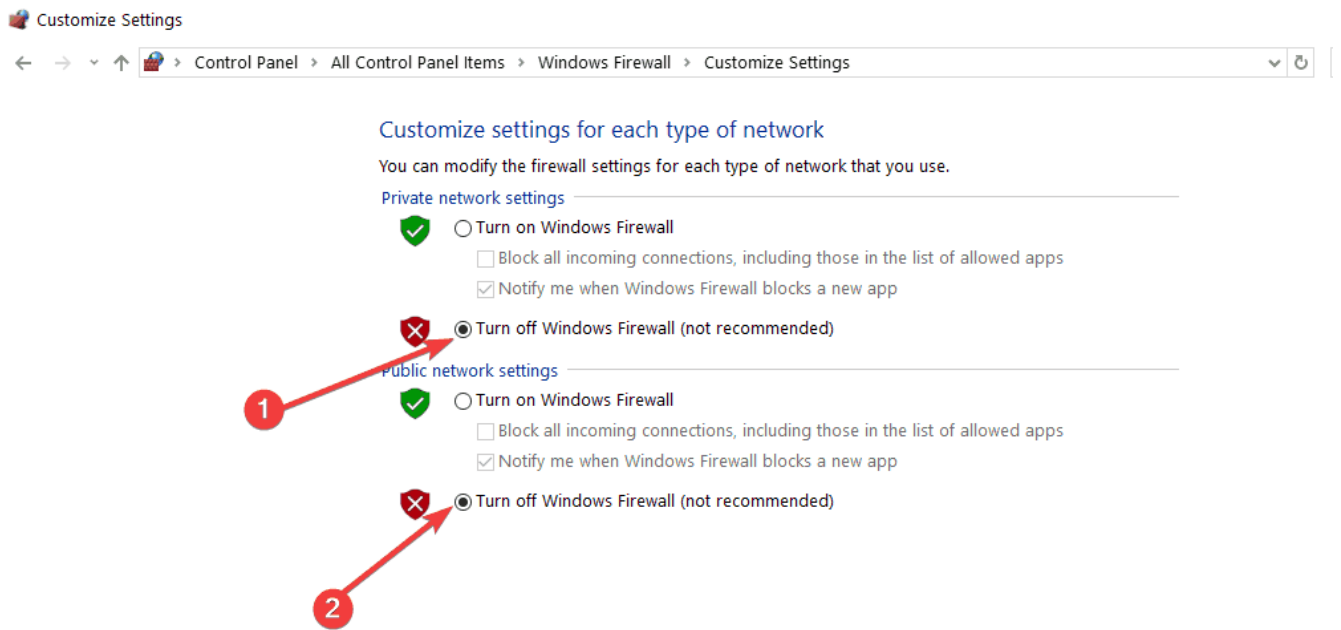 Customize Settings
Control Panel > All Control Panel Items > Windows Firewall > Customize Settings
Customize settings for each type of network
You can modify the firewall settings for each type of network that you use.
Private network settings
Turn on Windows Firewall
Block all incoming connections, including those in the list of allowed apps
Notify me when Windows Firewall blocks a new app
Turn off Windows Firewall (not recommended)
Public network settings
1
Turn on Windows Firewall
Block all incoming connections, including those in the list of allowed apps
Notify me when Windows Firewall blocks a new app
Turn off Windows Firewall (not recommended)
2